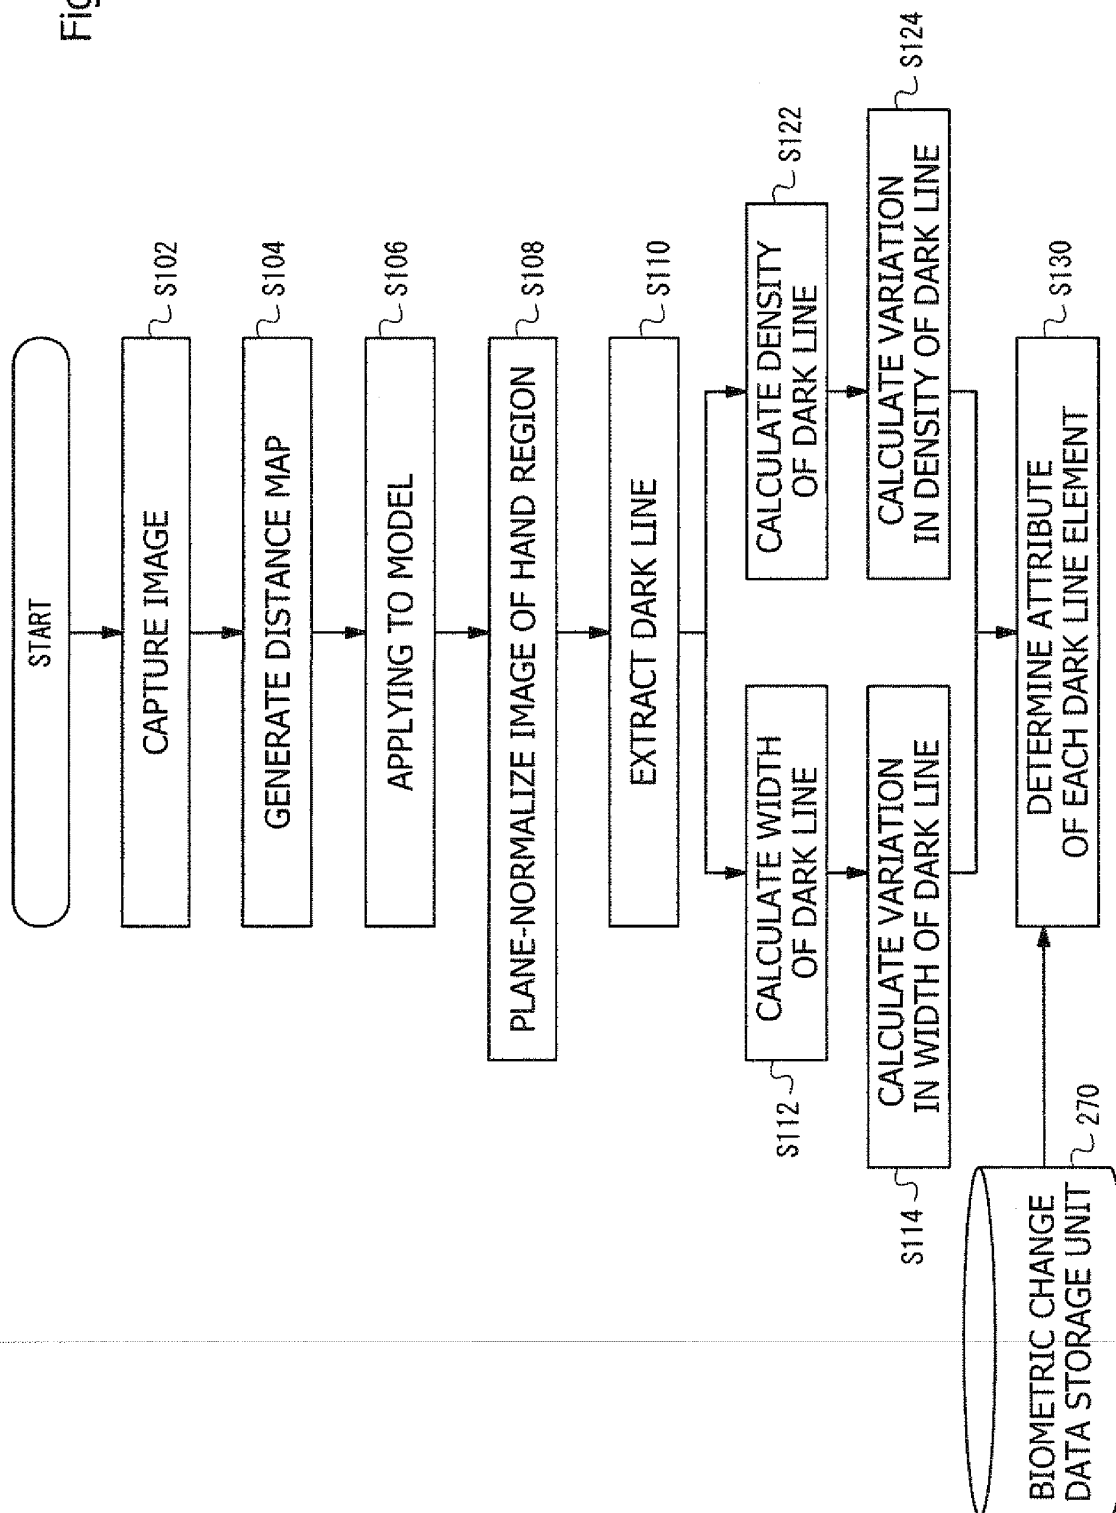 Fig
START
CAPTURE IMAGE
S102
GENERATE DISTANCE MAP
S104
APPLYING TO MODEL
S106
PLANE-NORMALIZE IMAGE OF HAND REGION
S108
EXTRACT DARK LINE
S110
CALCULATE WIDTH
OF DARK LINE
S112
CALCULATE DENSITY
OF DARK LINE
S122
CALCULATE VARIATION
IN WIDTH OF DARK LINE
S114
CALCULATE VARIATION
IN DENSITY OF DARK LINE
S124
BIOMETRIC CHANGE
DATA STORAGE UNIT
270
DETERMINE ATTRIBUTE
OF EACH DARK LINE ELEMENT
S130